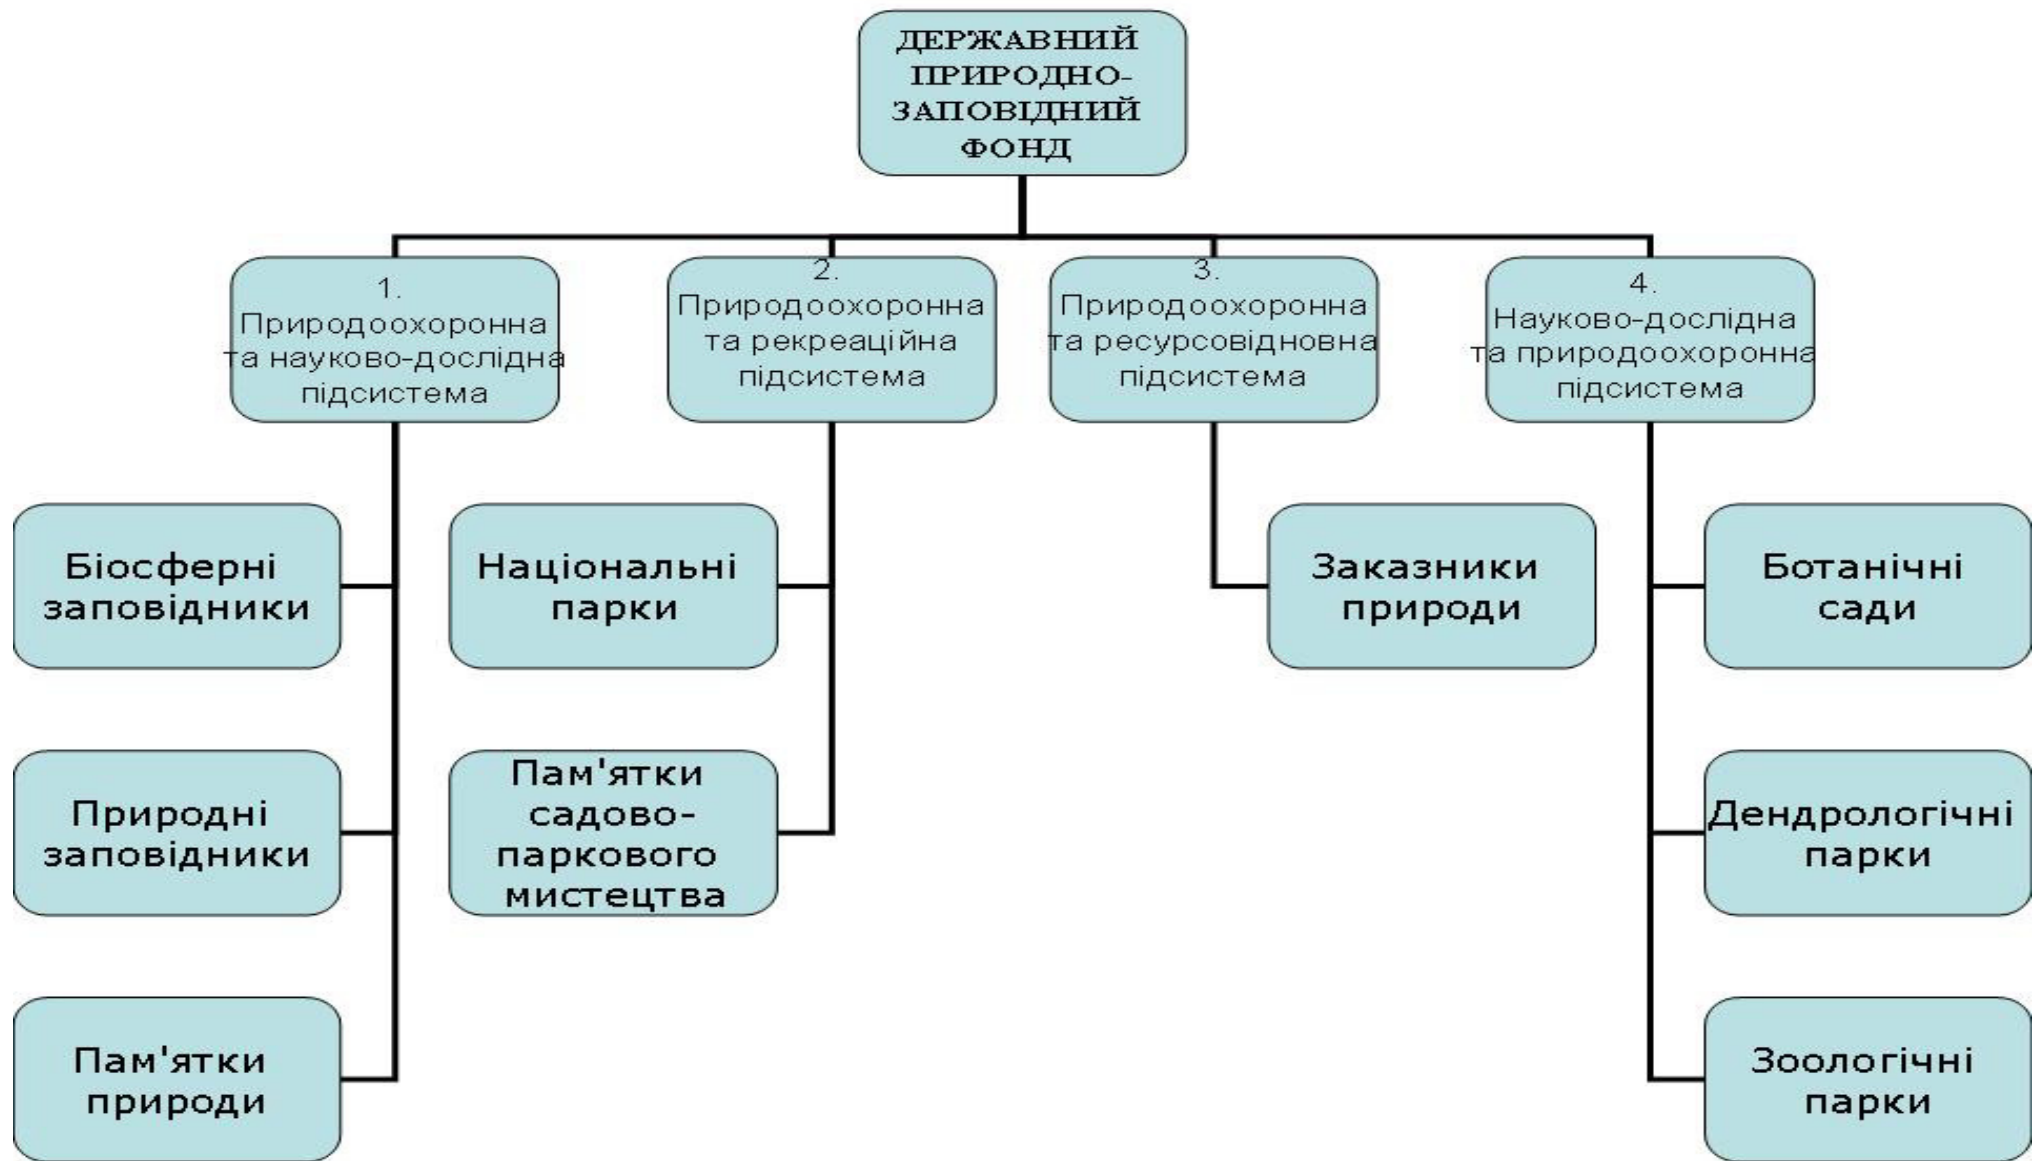 ДЕРЖАВНИЙ
ПРИРОДНО-
ЗАПОВІДНИЙ
ФОНД
1.
Природоохоронна
та науково-дослідна
підсистема
2.
Природоохоронна
та рекреаційна
підсистема
3.
Природоохоронна
та ресурсовідновна
підсистема
4.
Науково-дослідна
та природоохоронна
підсистема
Біосферні
заповідники
Природні
заповідники
Пам'ятки
природи
Національні
парки
Пам'ятки
садово-
паркового
мистецтва
Заказники
природи
Ботанічні
сади
Дендрологічні
парки
Зоологічні
парки